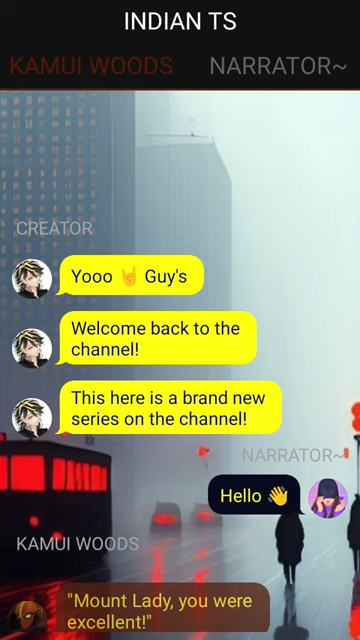 INDIAN TS
KAMUI WOODS NARRATOR~
CREATOR
Yooo 🤘 Guy's
Welcome back to the
channel!
This here is a brand new
series on the channel!
NARRATOR~
Hello 👋
KAMUI WOODS
"Mount Lady, you were
excellent!"